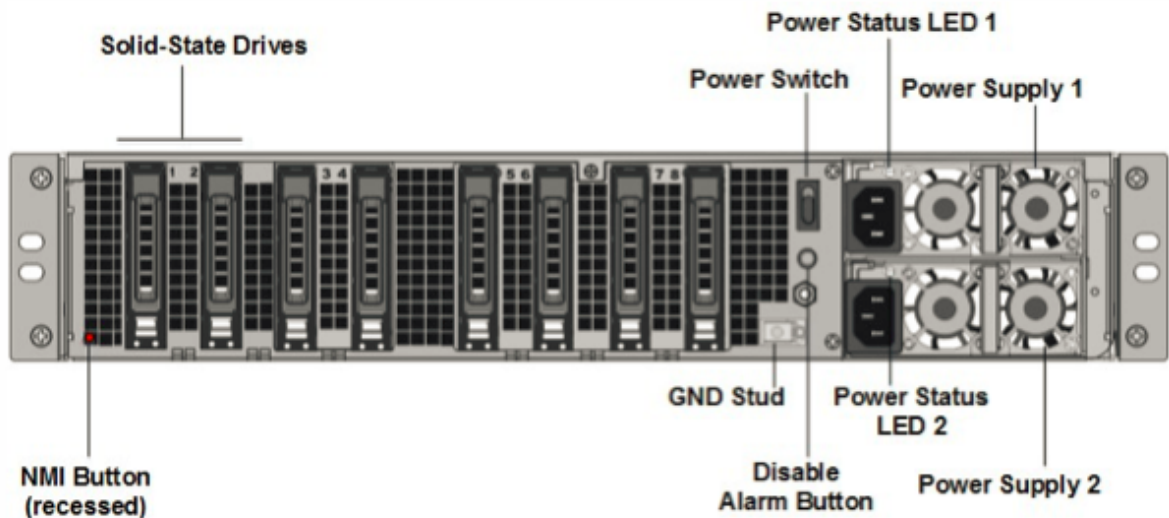 Power Status LED 1
Solid-State Drives
Power Switch
Power Supply 1
1 2
3 4
5 6
7 8
GND Stud
Power Status
LED 2
NMI Button
(recessed)
Disable
Alarm Button
Power Supply 2